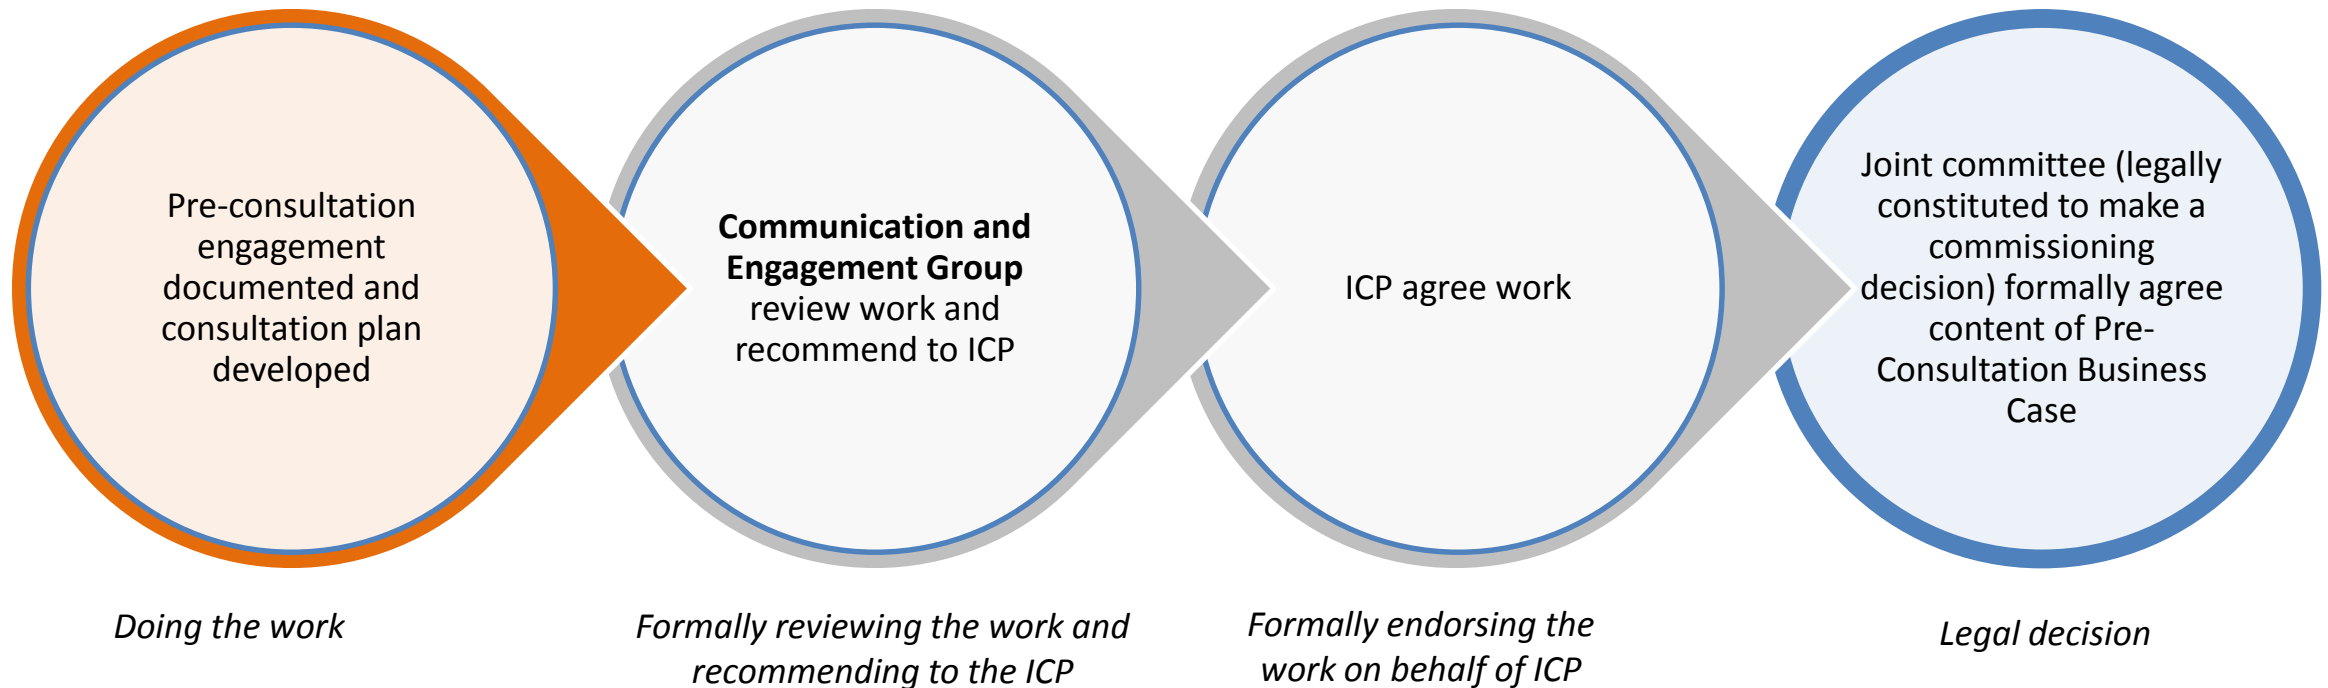 Pre-consultation
engagement
documented and
consultation plan
developed
Communication and
Engagement Group
review work and
recommend to ICP
ICP agree work
Joint committee (legally
constituted to make a
commissioning
decision) formally agree
content of Pre-
Consultation Business
Case
Doing the work
Formally reviewing the work and
recommending to the ICP
Formally endorsing the
work on behalf of ICP
Legal decision